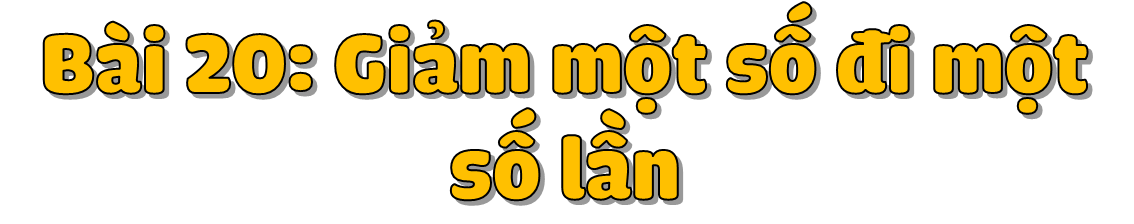 Bài 20: Giảm một số đi một
số lần